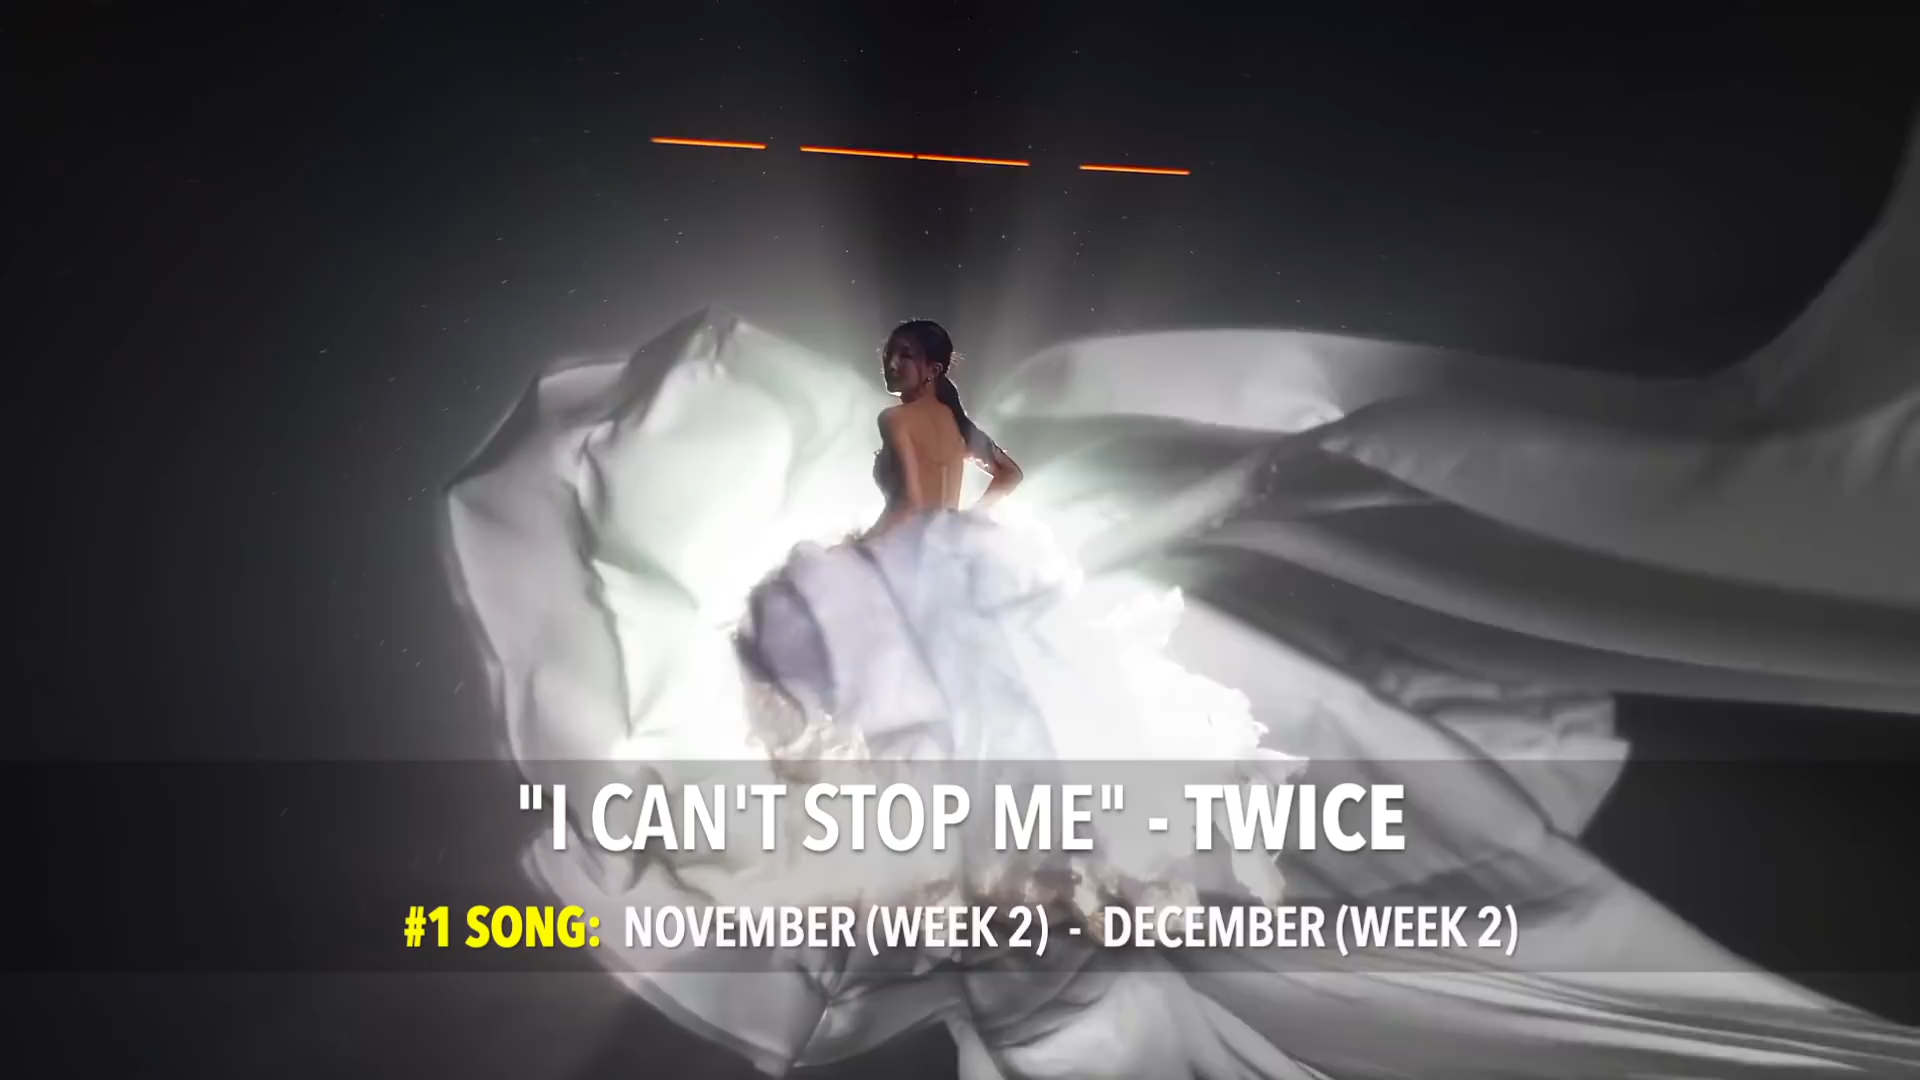 "I CAN'T STOP ME" - TWICE
#1 SONG: NOVEMBER (WEEK 2) - DECEMBER (WEEK 2)